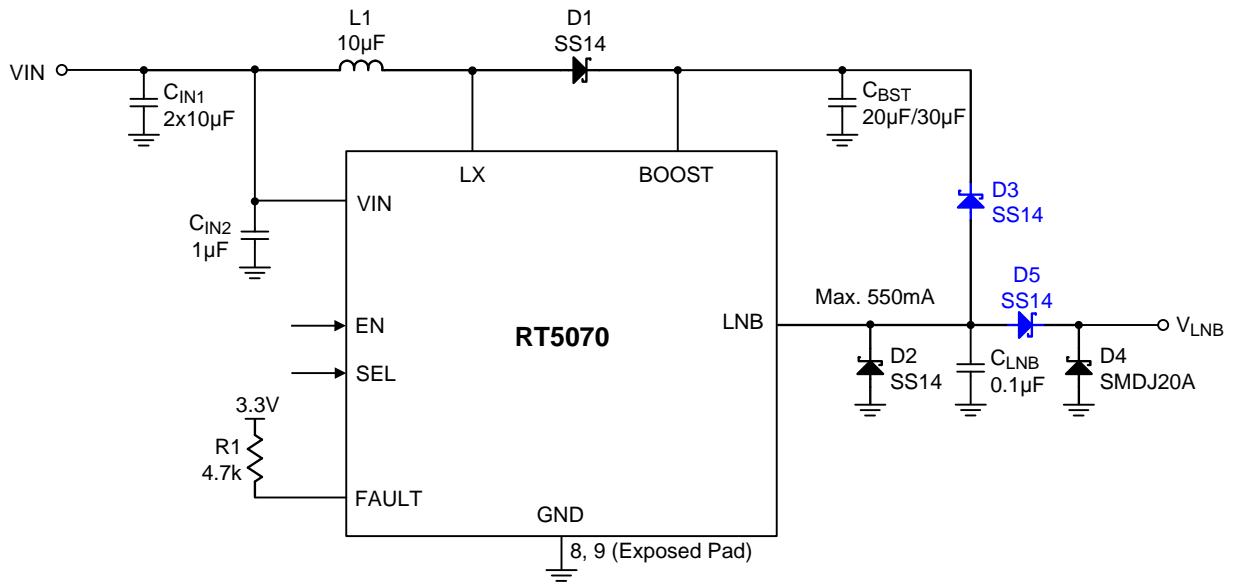 L1
10µF
D1
SS14
VIN
CIN1
2x10µF
CBST
20µF/30µF
LX
BOOST
VIN
CIN2
1µF
D3
SS14
EN
SEL
RT5070
LNB
Max. 550mA
D5
SS14
VLNB
D2
SS14
CLNB
0.1µF
D4
SMDJ20A
3.3V
R1
4.7k
FAULT
GND
8, 9 (Exposed Pad)